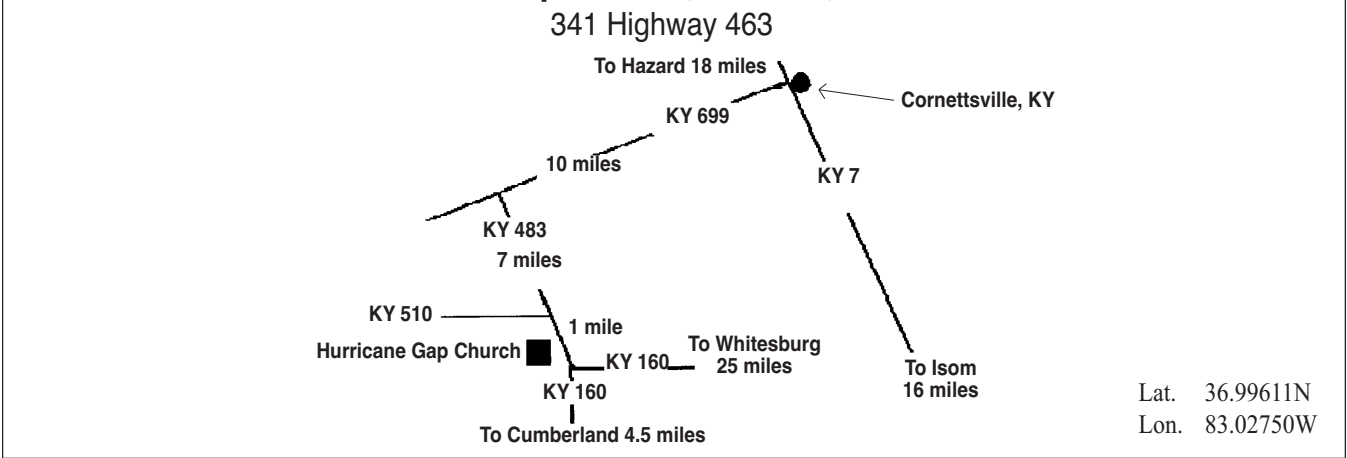 341 Highway 463
To Hazard 18 miles
Cornettsville, KY
KY 699
10 miles
KY 7
KY 483
7 miles
KY 510
1 mile
Hurricane Gap Church
To Whitesburg
25 miles
KY 160
KY 160
To Isom
16 miles
To Cumberland 4.5 miles
Lat. 36.99611N
Lon. 83.02750W